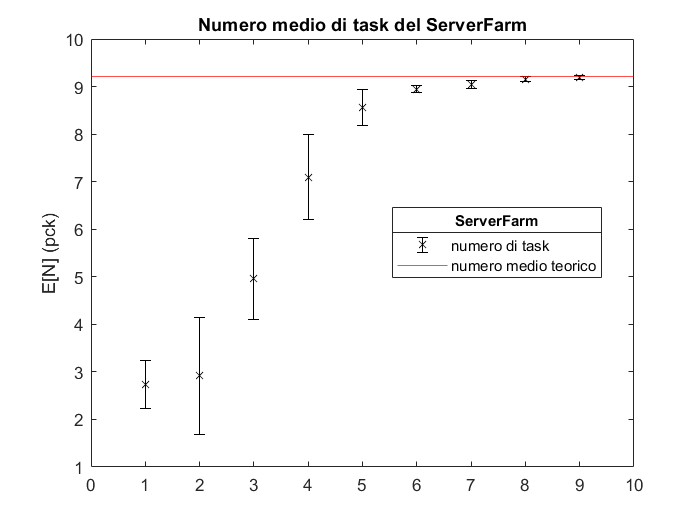 Numero medio di task del ServerFarm
E[N] (pck)
10
9
8
7
6
5
4
3
2
1
ServerFarm
numero di task
numero medio teorico
0 1 2 3 4 5 6 7 8 9 10